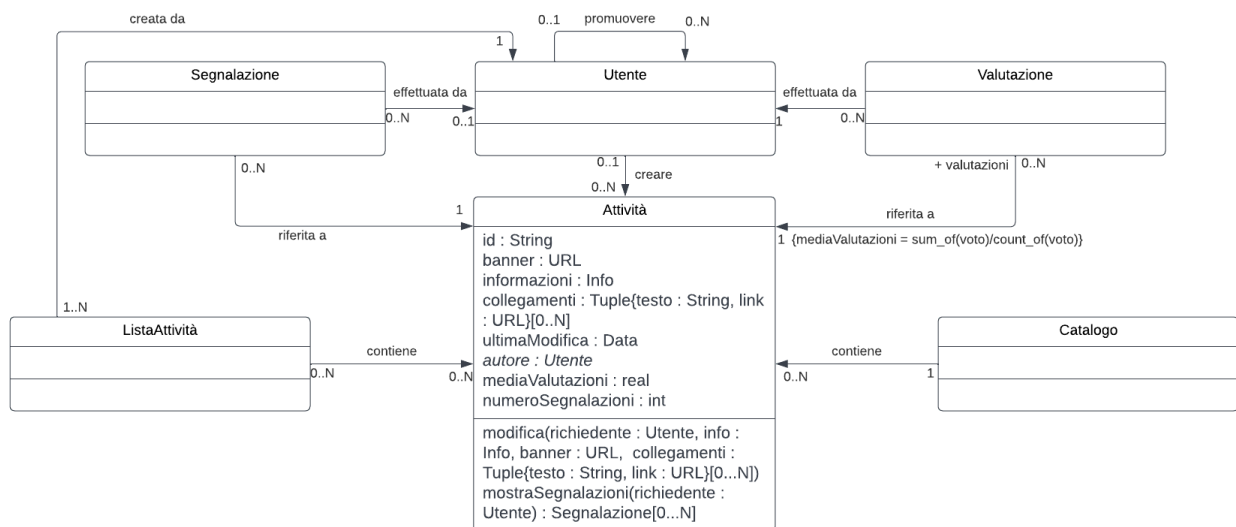 creata da
0..1
promuovere
0..N
1
Segnalazione
Utente
Valutazione
effettuata da
effettuata da
0..N
0..1
1
0..N
0..N
0..1
+ valutazioni
0..N
creare
0..N
1
Attività
riferita a
riferita a
1 {mediaValutazioni = sum_of(voto)/count_of(voto)}
id : String
banner : URL
informazioni : Info
collegamenti : Tuple{testo : String, link
: URL}[0..N]
ultimaModifica : Data
autore : Utente
mediaValutazioni : real
numeroSegnalazioni : int
1..N
ListaAttività
Catalogo
contiene
contiene
0..N
0..N
0..N
1
modifica(richiedente : Utente, info :
Info, banner : URL, collegamenti :
Tuple{testo : String, link : URL}[0...N])
mostraSegnalazioni(richiedente :
Utente) : Segnalazione[0...N]